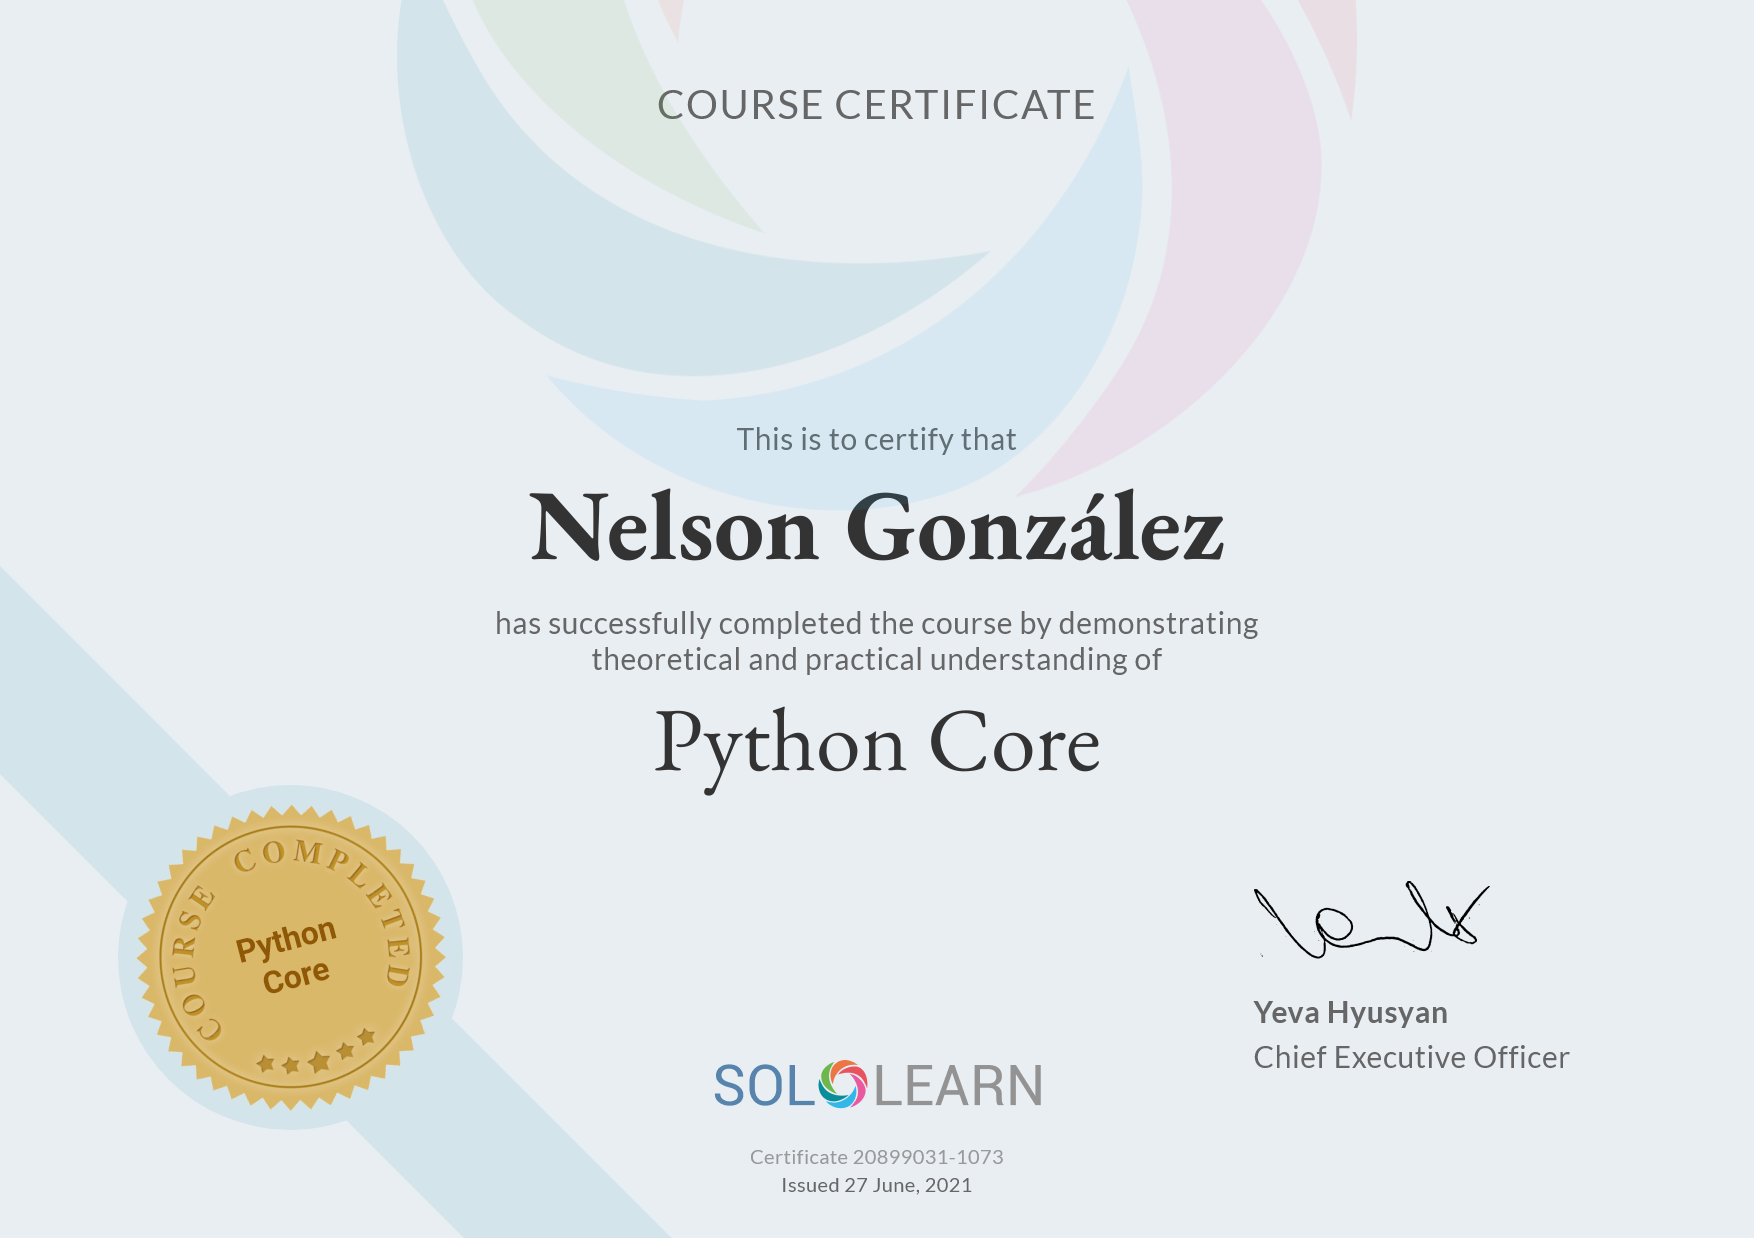 COURSE CERTIFICATE
This is to certify that
Nelson González
has successfully completed the course by demonstrating
theoretical and practical understanding of
Python Core
COURSE COMPLETED
Python
Core
Yeva Hyusyan
Chief Executive Officer
SOLOLEARN
Certificate 20899031-1073
Issued 27 June, 2021